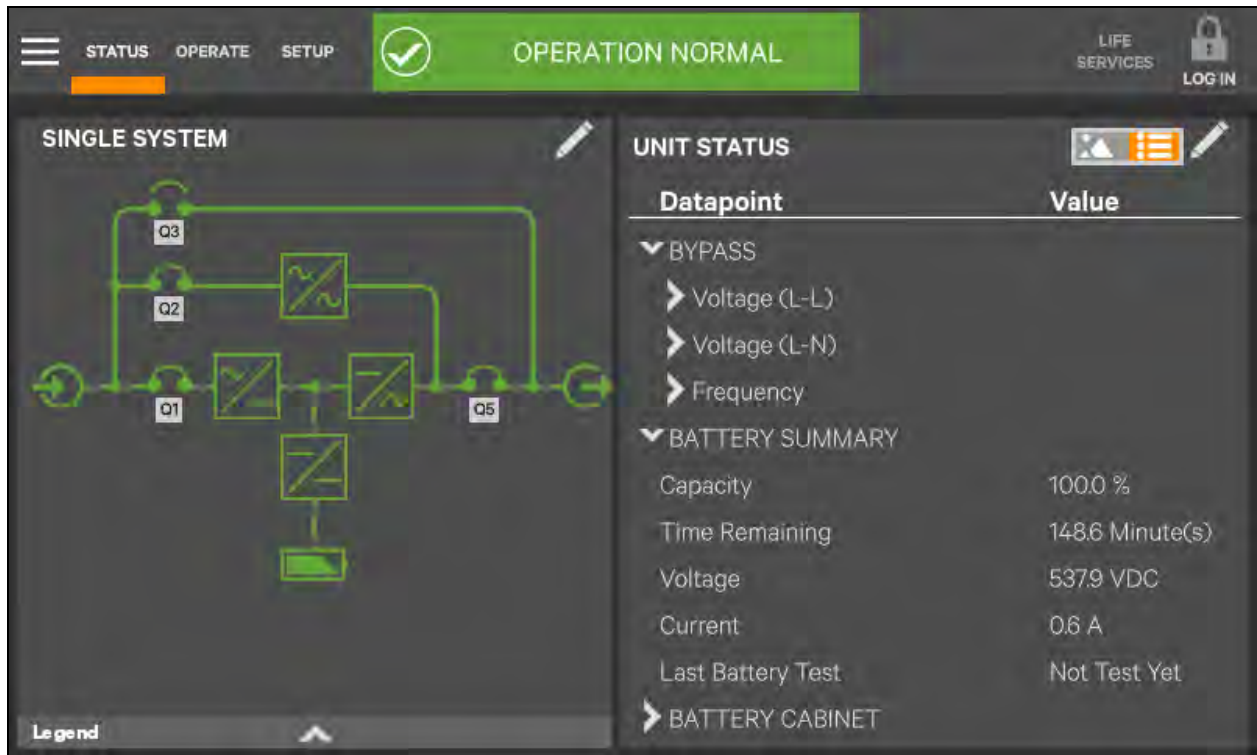 STATUS OPERATE SETUP OPERATION NORMAL LIFE SERVICES LOG IN
SINGLE SYSTEM
Q3
Q2
Q1
Q5
Legend
UNIT STATUS
Datapoint Value
BYPASS
Voltage (L-L)
Voltage (L-N)
Frequency
BATTERY SUMMARY
Capacity 100.0 %
Time Remaining 148.6 Minute(s)
Voltage 537.9 VDC
Current 0.6 A
Last Battery Test Not Test Yet
BATTERY CABINET